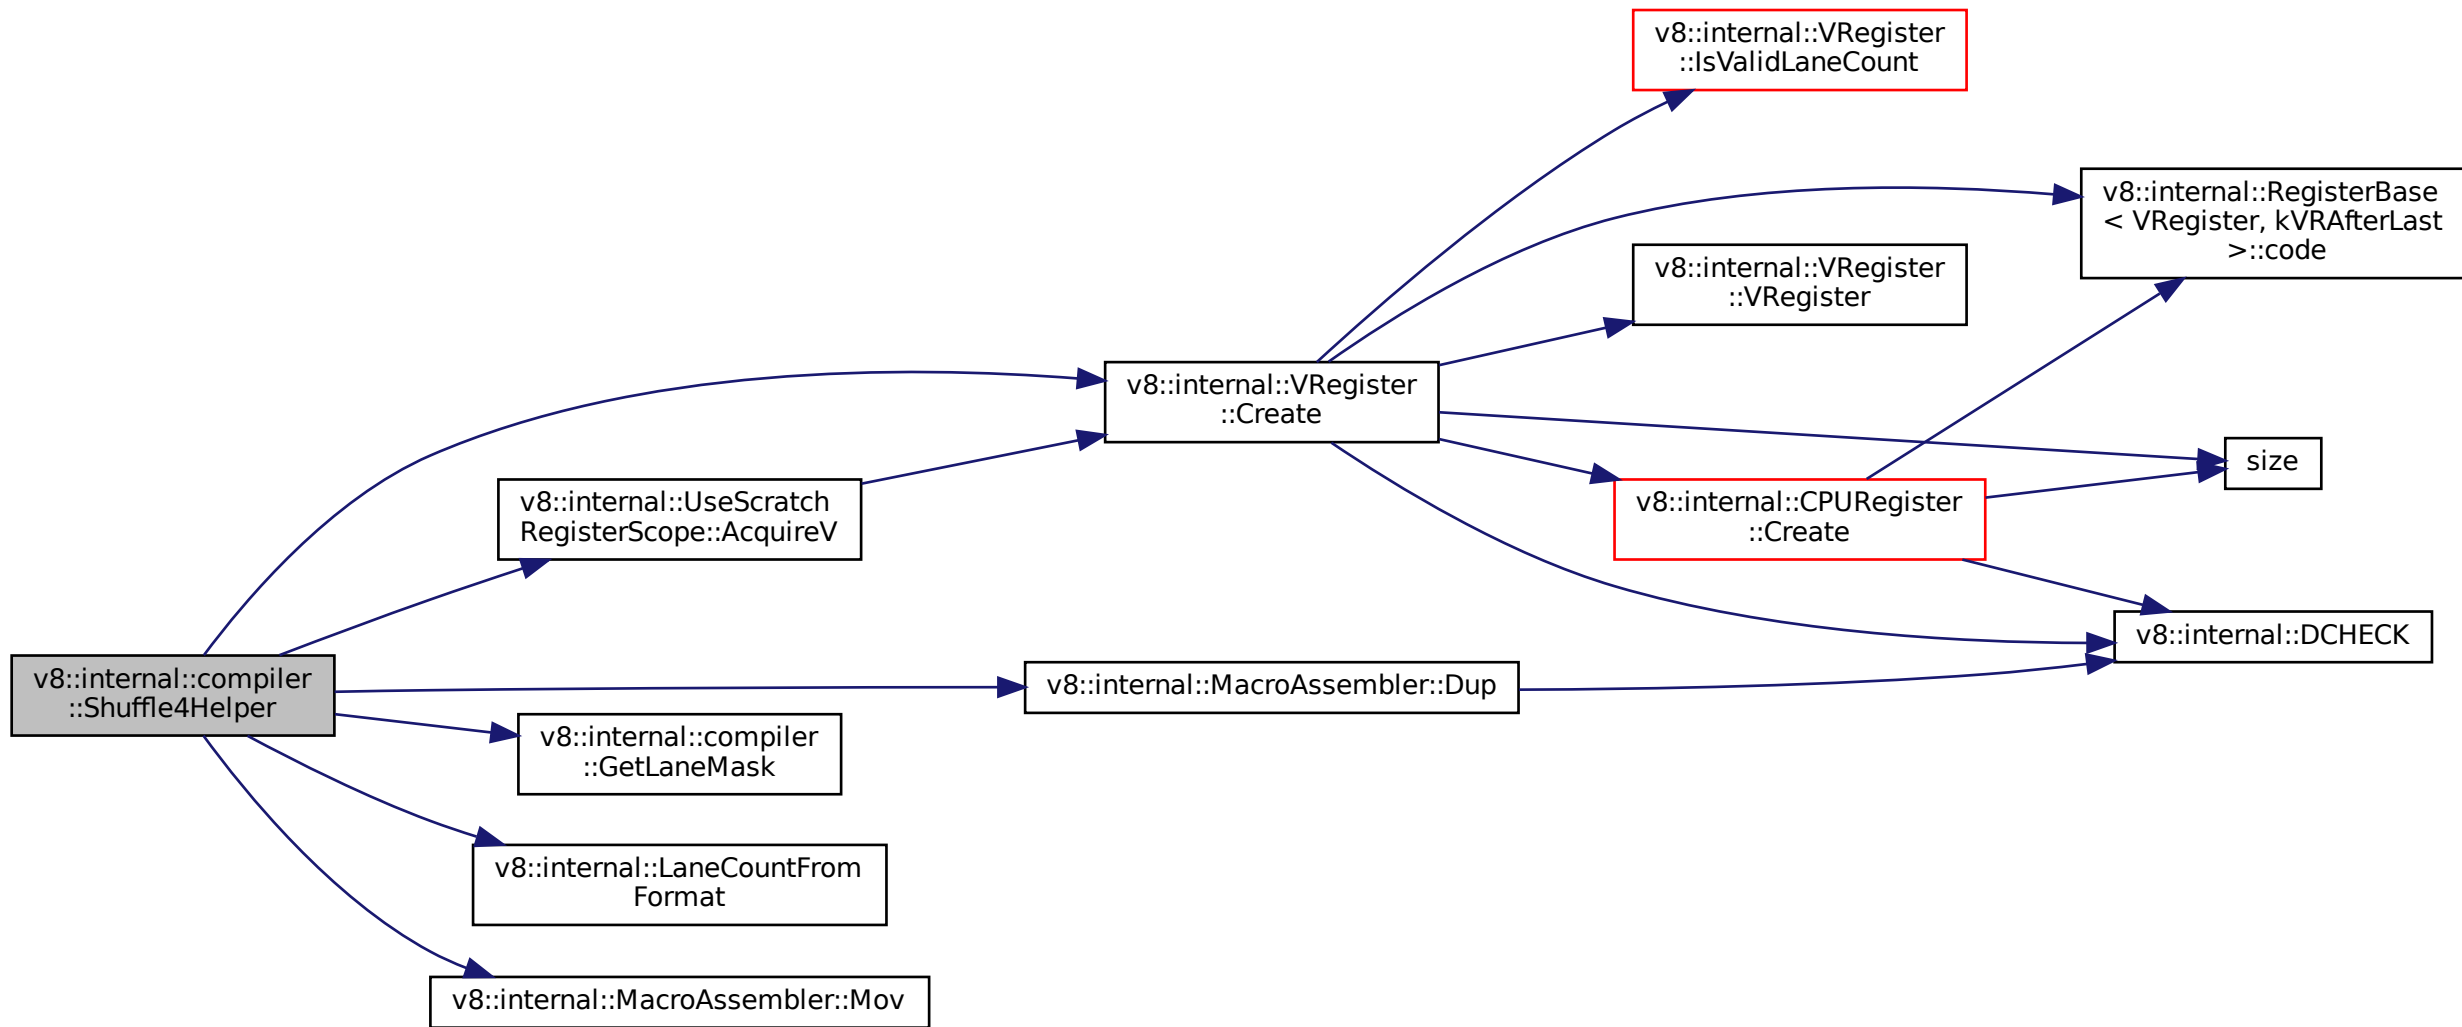 v8::internal::VRegister
::IsValidLaneCount
v8::internal::RegisterBase
< VRegister, kVRAfterLast
>::code
v8::internal::VRegister
::VRegister
v8::internal::VRegister
::Create
size
v8::internal::UseScratch
RegisterScope::AcquireV
v8::internal::CPURegister
::Create
v8::internal::DCHECK
v8::internal::compiler
::Shuffle4Helper
v8::internal::MacroAssembler::Dup
v8::internal::compiler
::GetLaneMask
v8::internal::LaneCountFrom
Format
v8::internal::MacroAssembler::Mov